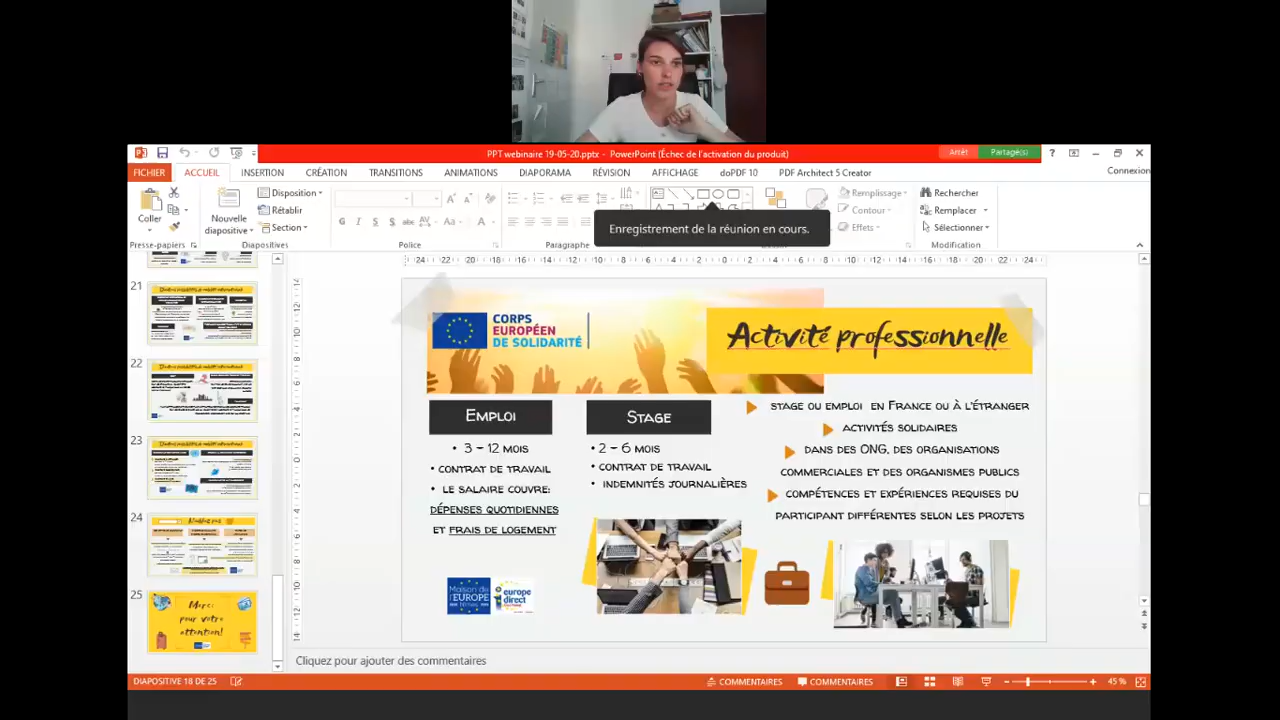 PPT webinaire 19-05-20.pptx - PowerPoint (Échec de l'activation du produit)
Arrêt
Partagé(s)
FICHIER
ACCUEIL
INSERTION
CRÉATION
TRANSITIONS
ANIMATIONS
DIAPORAMA
RÉVISION
AFFICHAGE
doPDF 10
PDF Architect 5 Creator
Connexion
Coller
Nouvelle
diapositive
Disposition
Rétablir
Section
Remplissage
Contour
Effets
Rechercher
Remplacer
Sélectionner
Enregistrement de la réunion en cours.
Presse-papiers
Diapositives
Police
Paragraphe
Modification
21
22
23
24
25
Merci
pour votre
attention!
CORPS
EUROPÉEN
DE SOLIDARITÉ
Activité professionnelle
EMPLOI
3 – 12 MOIS
• CONTRAT DE TRAVAIL
• LE SALAIRE COUVRE:
DÉPENSES QUOTIDIENNES
ET FRAIS DE LOGEMENT
STAGE
2 – 6 MOIS
• CONTRAT DE TRAVAIL
• INDEMNITÉS JOURNALIÈRES
STAGE OU EMPLOI EN FRANCE OU À L'ÉTRANGER
ACTIVITÉS SOLIDAIRES
DANS DES ONG, DES ORGANISATIONS
COMMERCIALES ET DES ORGANISMES PUBLICS
COMPÉTENCES ET EXPÉRIENCES REQUISES DU
PARTICIPANT DIFFÉRENTES SELON LES PROJETS
Maison de
l'EUROPE
europe
direct
Cliquez pour ajouter des commentaires
DIAPOSITIVE 18 DE 25
COMMENTAIRES
COMMENTAIRES
45 %